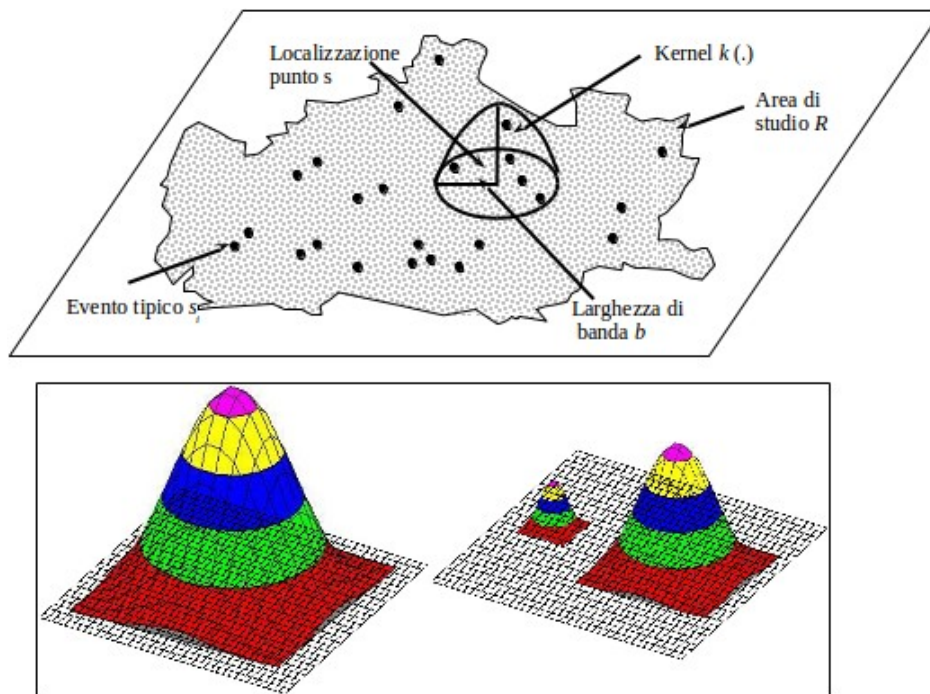 Localizzazione
punto s
Kernel k (.)
Area di
studio R
Evento tipico s
i
Larghezza di
banda b